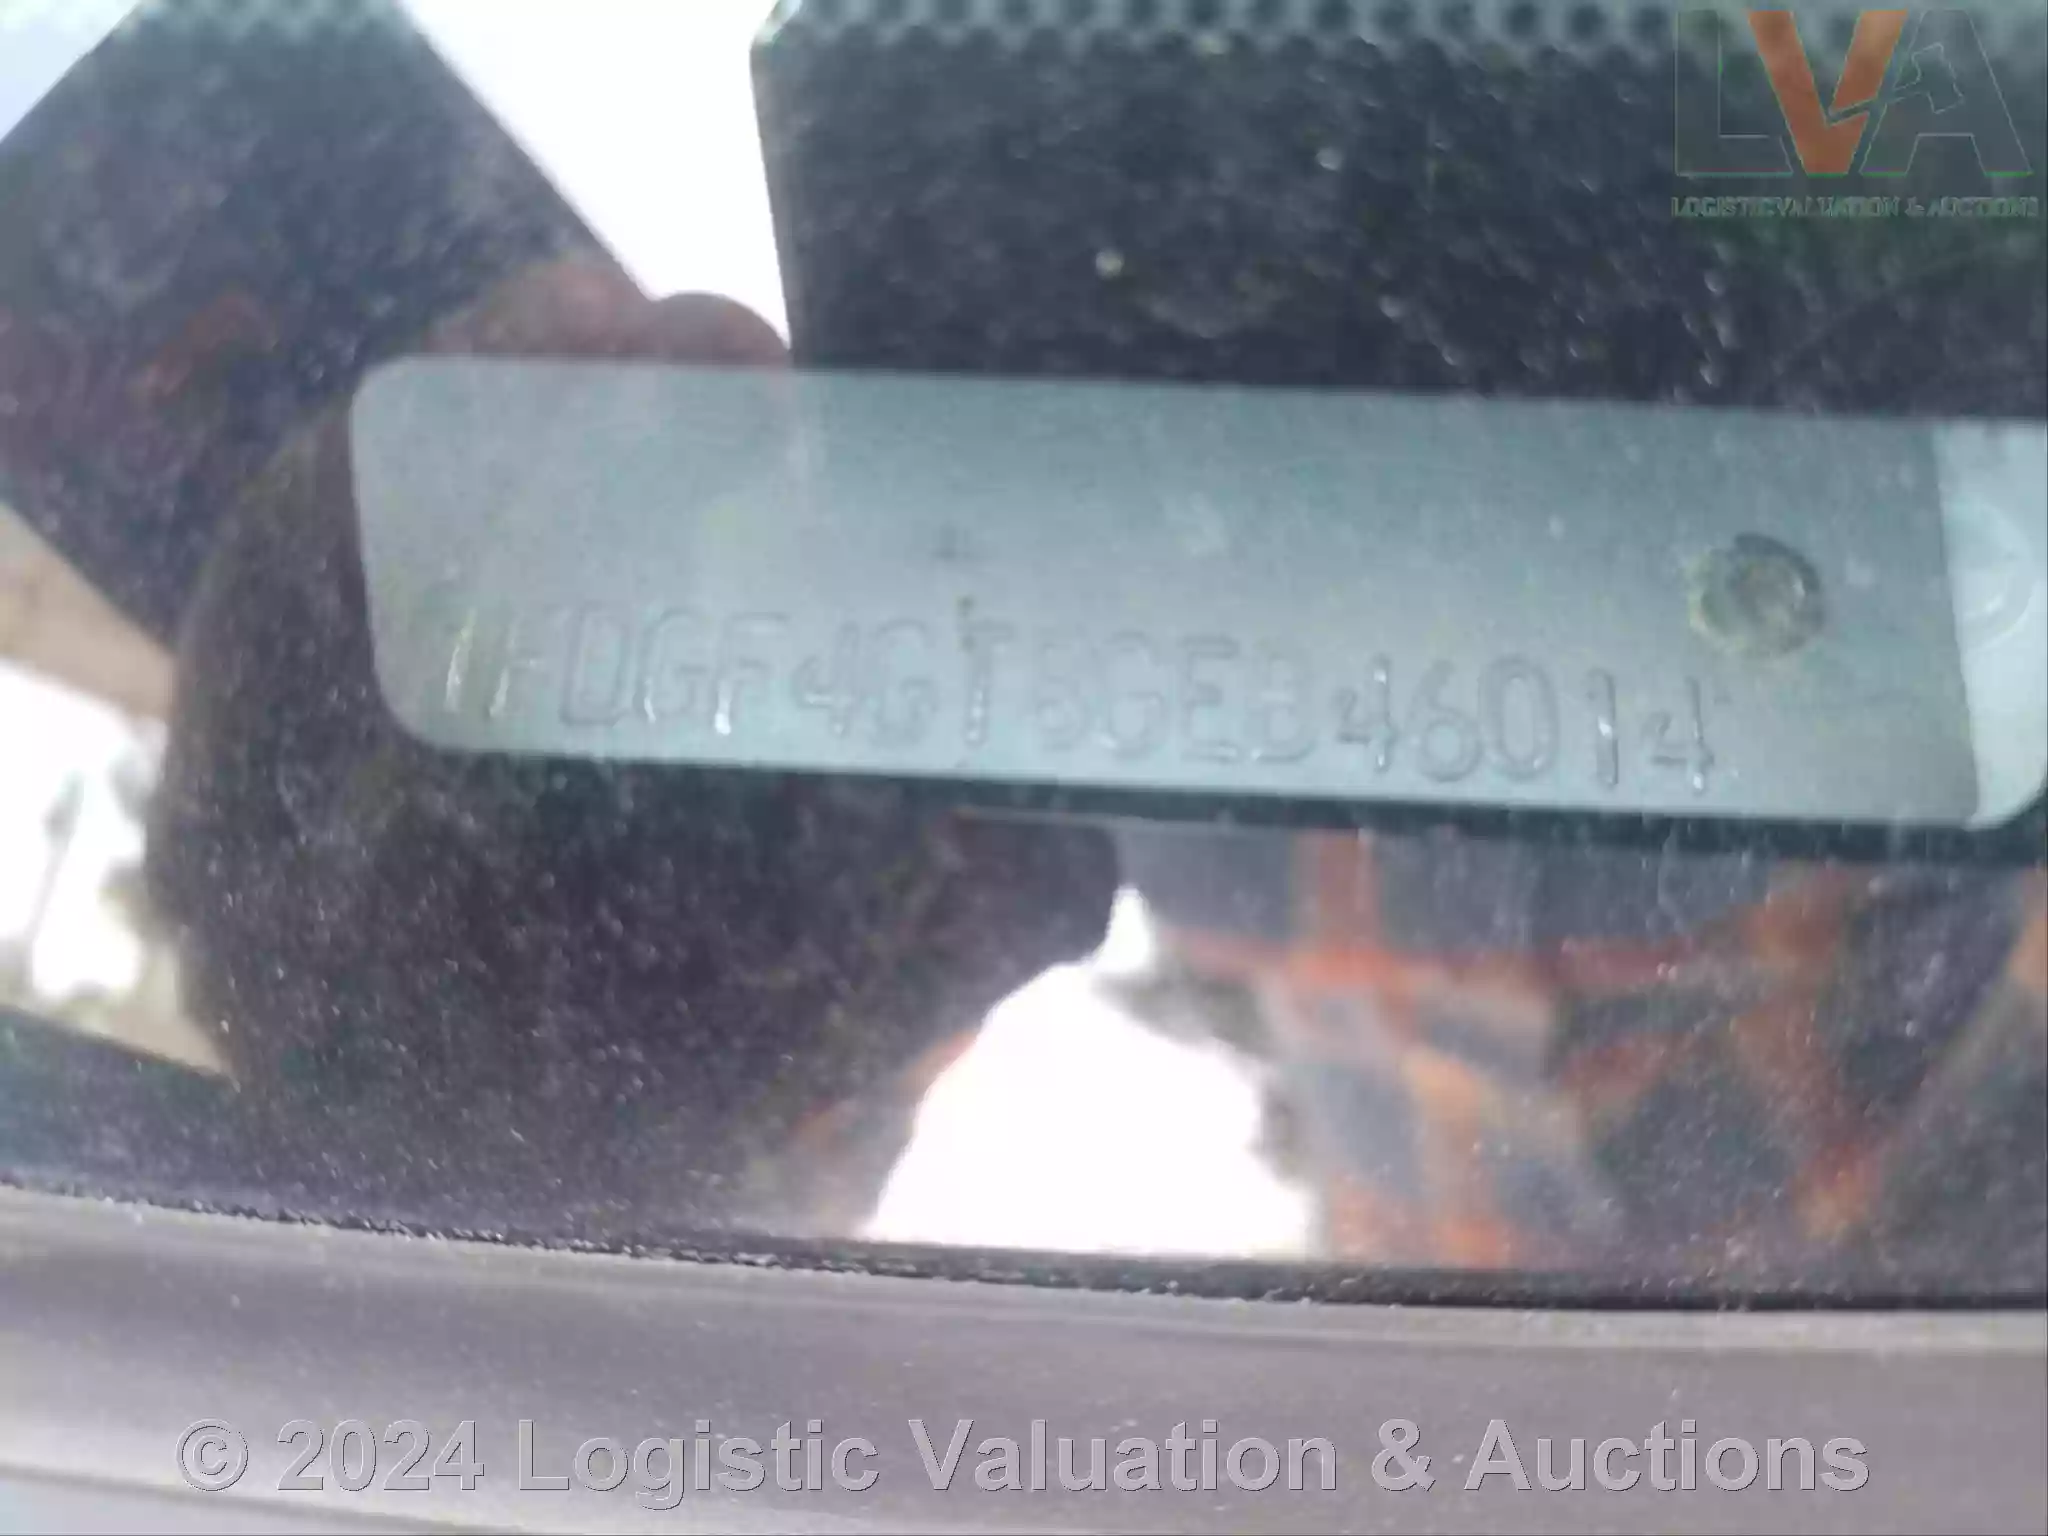 LVA
LOGISTIC VALUATION & AUCTIONS
1FDGF4GT5GEB46014
© 2024 Logistic Valuation & Auctions